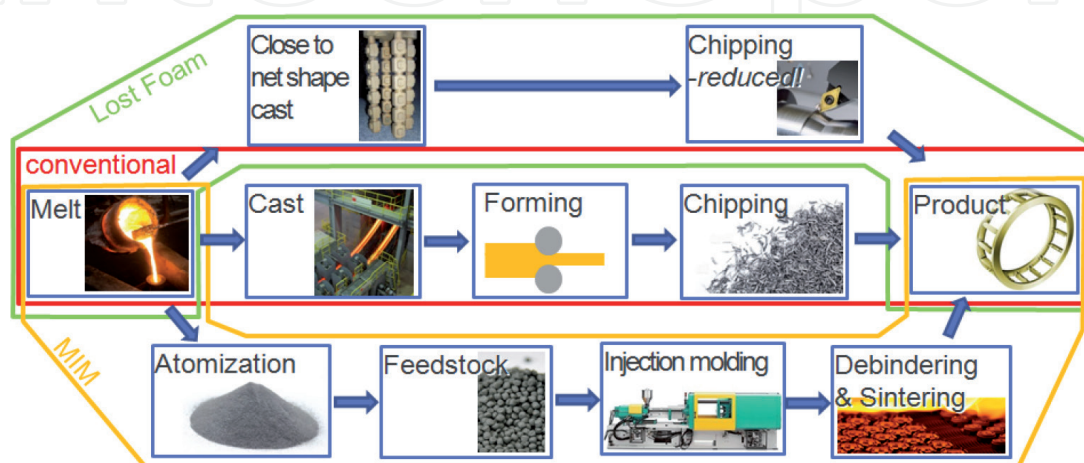 Lost Foam
Close to
net shape
cast
Chipping
-reduced!
conventional
Melt
Cast
Forming
Chipping
Product
MIM
Atomization
Feedstock
Injection molding
Debindering
& Sintering